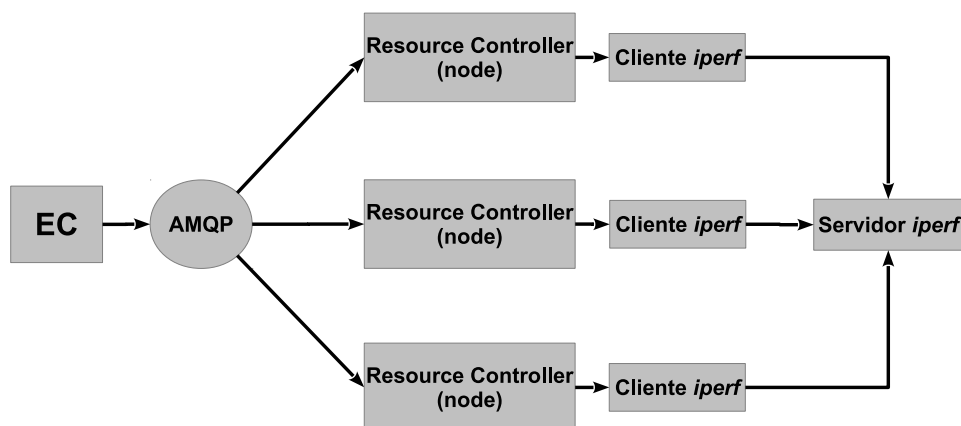 Resource Controller
(node)
Cliente iperf
EC
AMQP
Resource Controller
(node)
Cliente iperf
Servidor iperf
Resource Controller
(node)
Cliente iperf